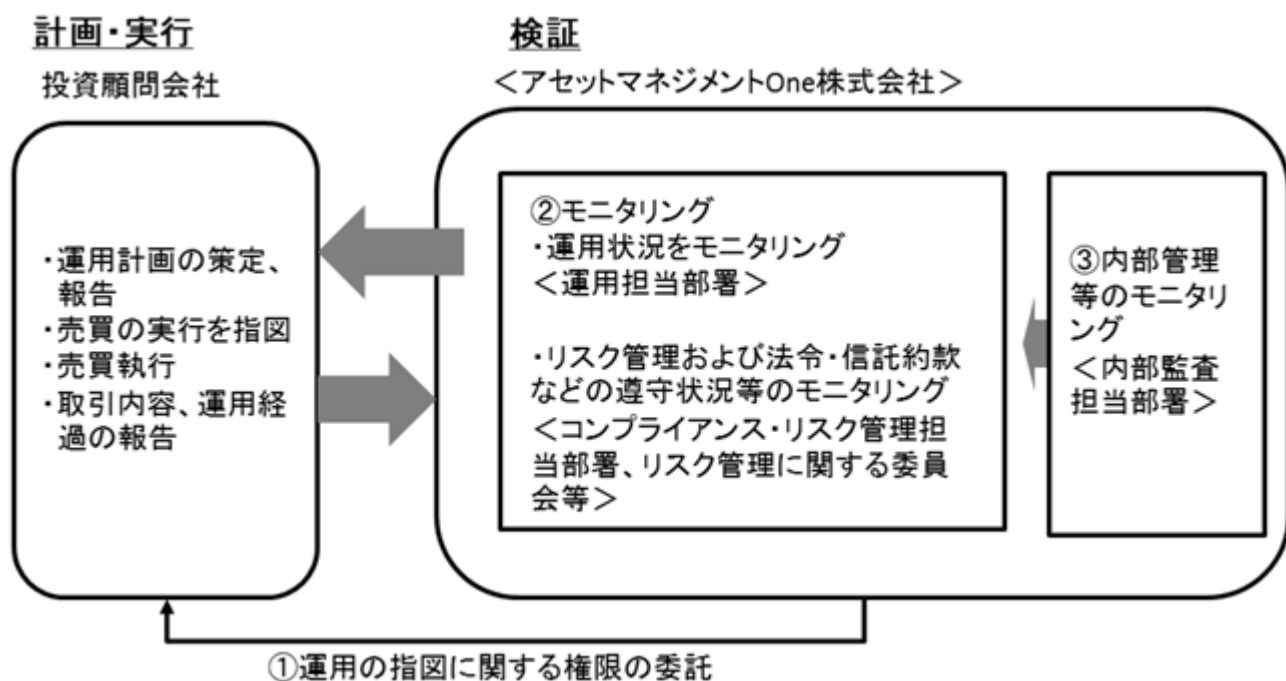 計画・実行
投資顧問会社
・運用計画の策定、
報告
・売買の実行を指図
・売買執行
・取引内容、運用経
過の報告
検証
＜アセットマネジメントOne株式会社＞
②モニタリング
・運用状況をモニタリング
＜運用担当部署＞
・リスク管理および法令・信託約款
などの遵守状況等のモニタリング
＜コンプライアンス・リスク管理担
当部署、リスク管理に関する委員
会等＞
③内部管理
等のモニタリ
ング
＜内部監査
担当部署＞
①運用の指図に関する権限の委託